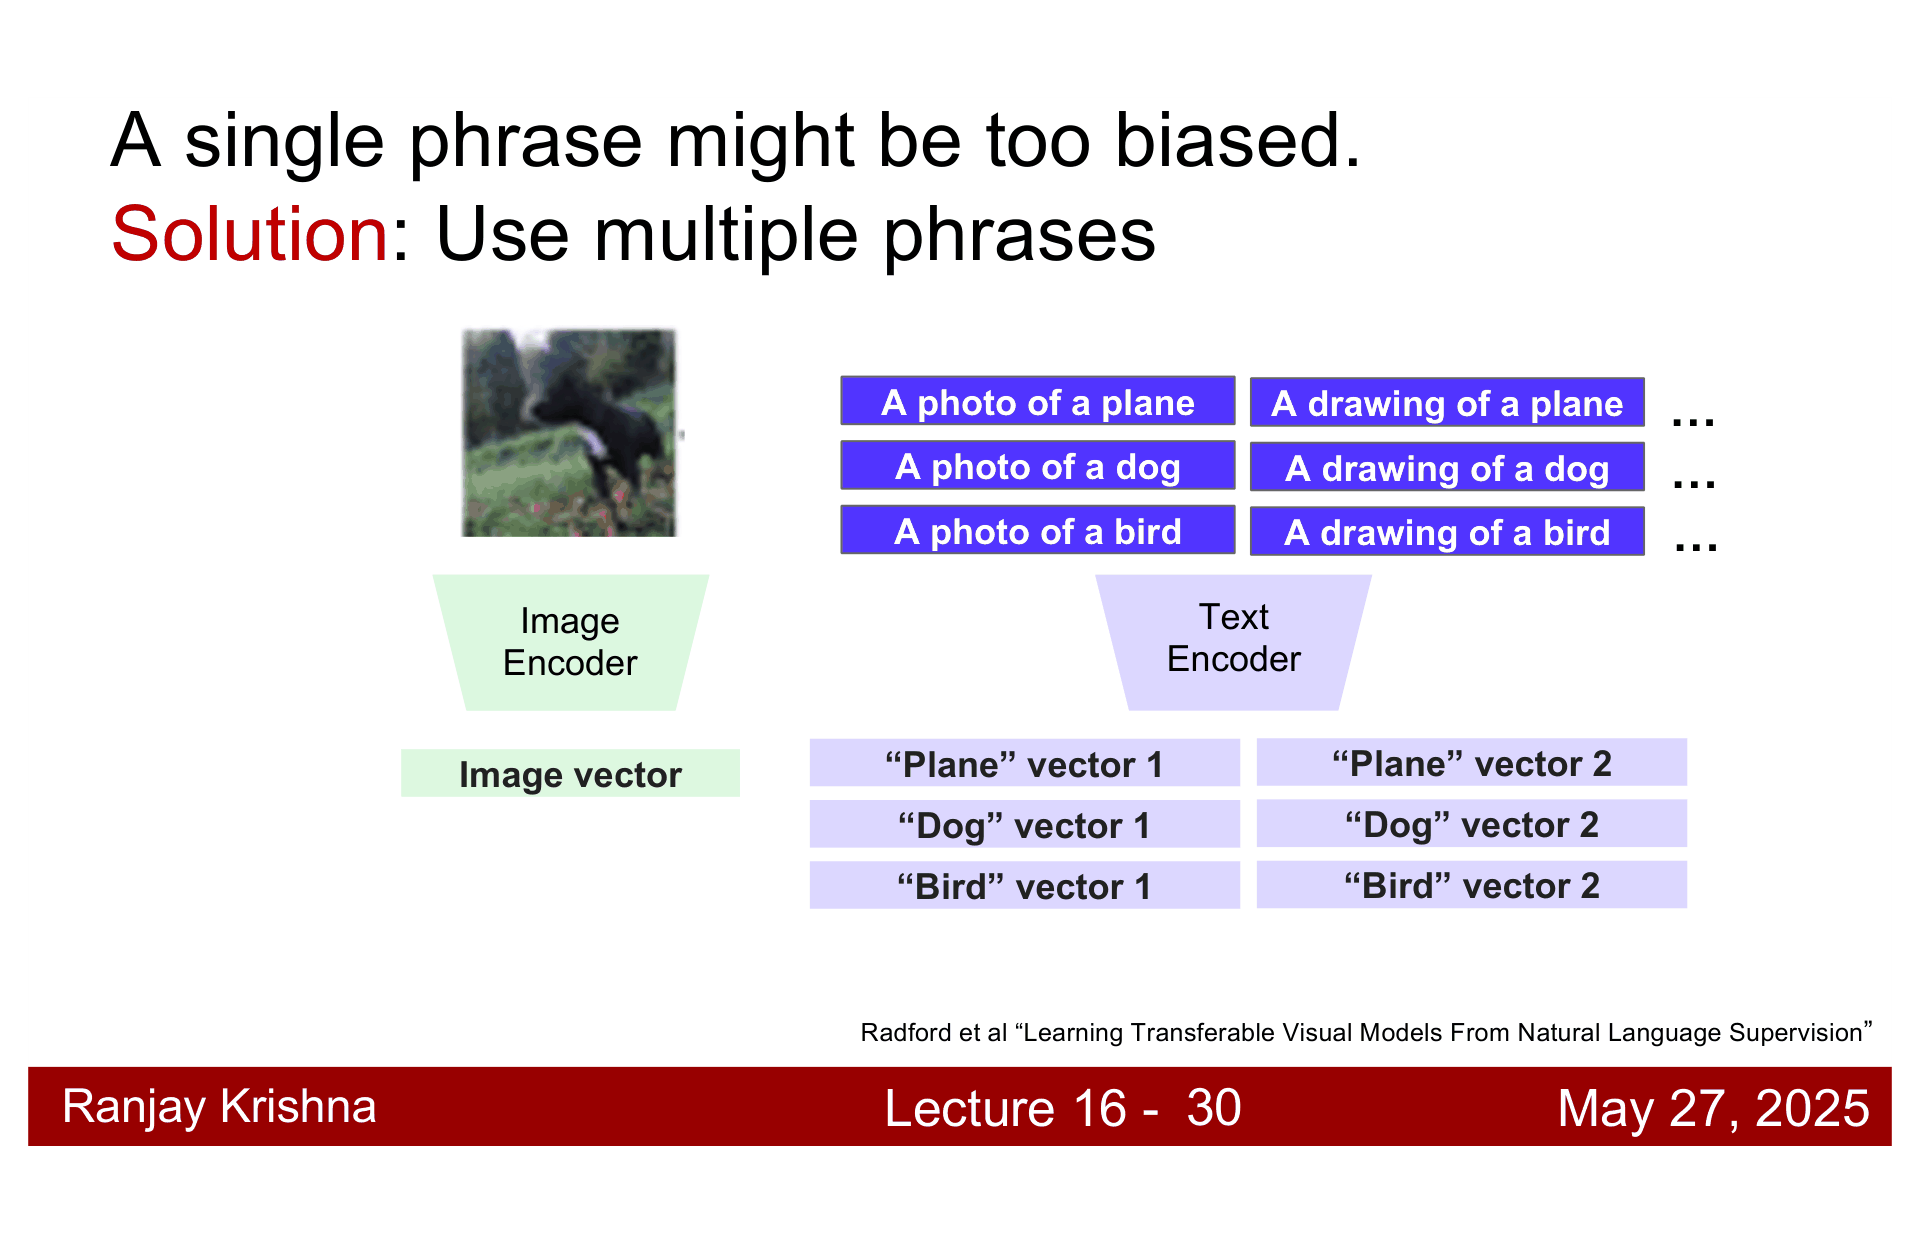 A single phrase might be too biased.
Solution: Use multiple phrases
A photo of a plane
A drawing of a plane
...
A photo of a dog
A drawing of a dog
...
A photo of a bird
A drawing of a bird
...
Image
Encoder
Text
Encoder
Image vector
“Plane” vector 1
“Plane” vector 2
“Dog” vector 1
“Dog” vector 2
“Bird” vector 1
“Bird” vector 2
Radford et al “Learning Transferable Visual Models From Natural Language Supervision”
Ranjay Krishna
Lecture 16 - 30
May 27, 2025